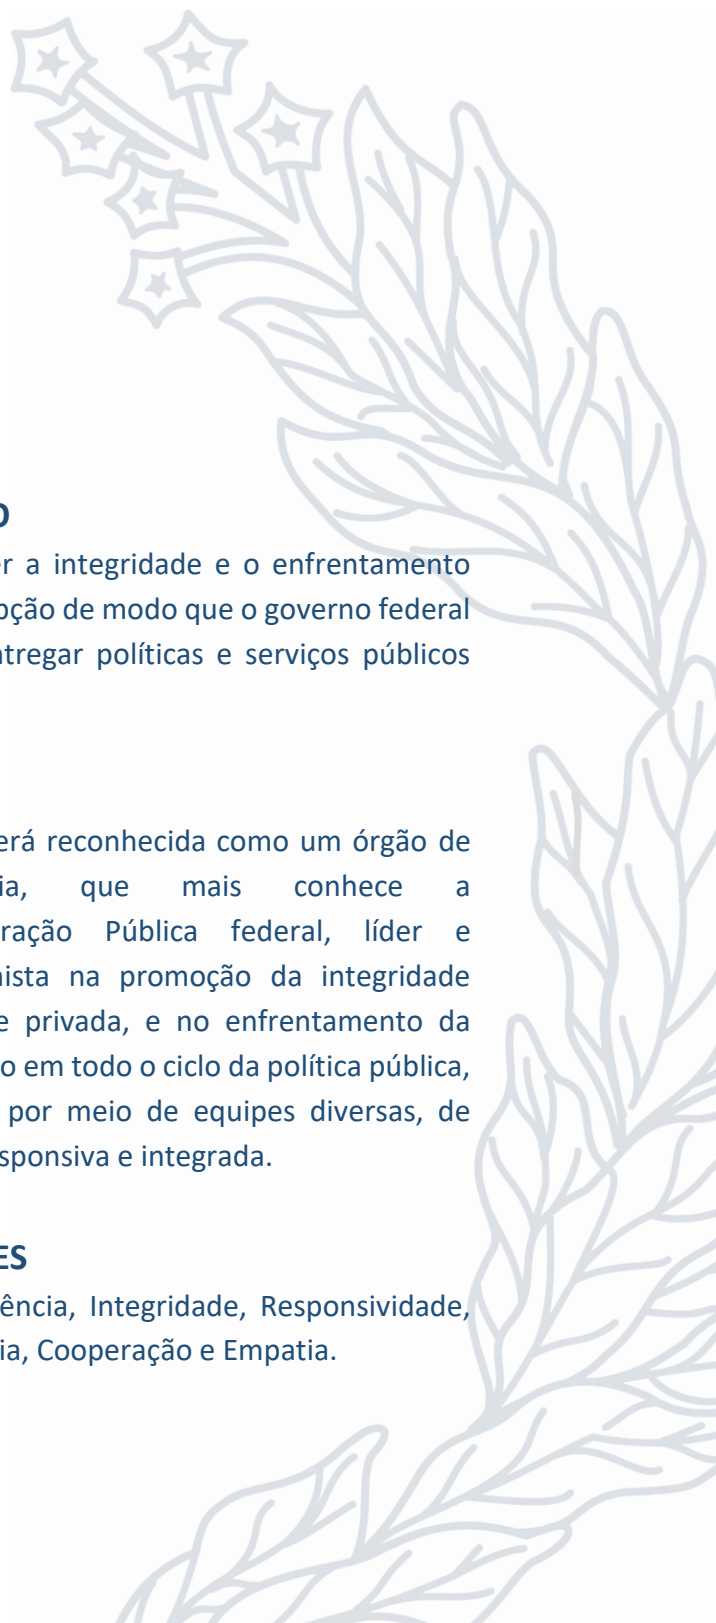 O
er a integridade e o enfrentamento
pção de modo que o governo federal
ntregar políticas e serviços públicos
erá reconhecida como um órgão de
ia, que mais conhece a
ração Pública federal, líder e
nista na promoção da integridade
e privada, e no enfrentamento da
o em todo o ciclo da política pública,
por meio de equipes diversas, de
sponsiva e integrada.
ES
ência, Integridade, Responsividade,
ia, Cooperação e Empatia.